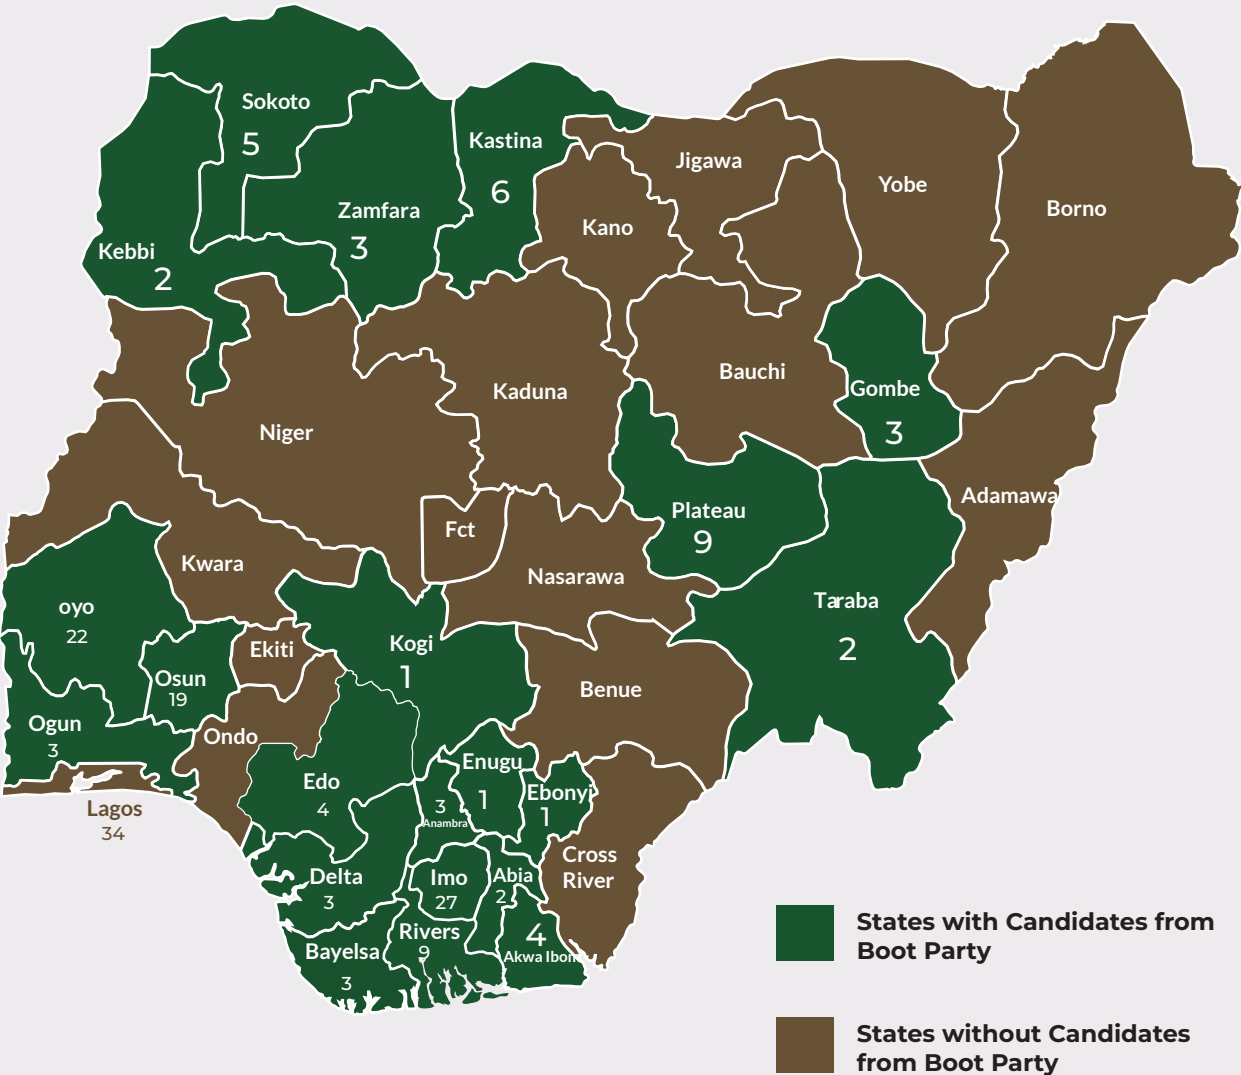 Sokoto
5
Kastina
6
Jigawa
Yobe
Borno
Zamfara
3
Kano
Kebbi
2
Bauchi
Gombe
3
Kaduna
Niger
Adamawa
Plateau
9
Fct
Kwara
Nasarawa
Taraba
2
oyo
22
Kogi
1
Ekiti
Osun
19
Benue
Ogun
3
Ondo
Edo
4
Enugu
1
Ebonyi
1
3
Anambra
Lagos
34
Cross
River
Delta
3
Imo
27
Abia
2
Rivers
9
4
Akwa Ibom
Bayelsa
3
States with Candidates from
Boot Party
States without Candidates
from Boot Party